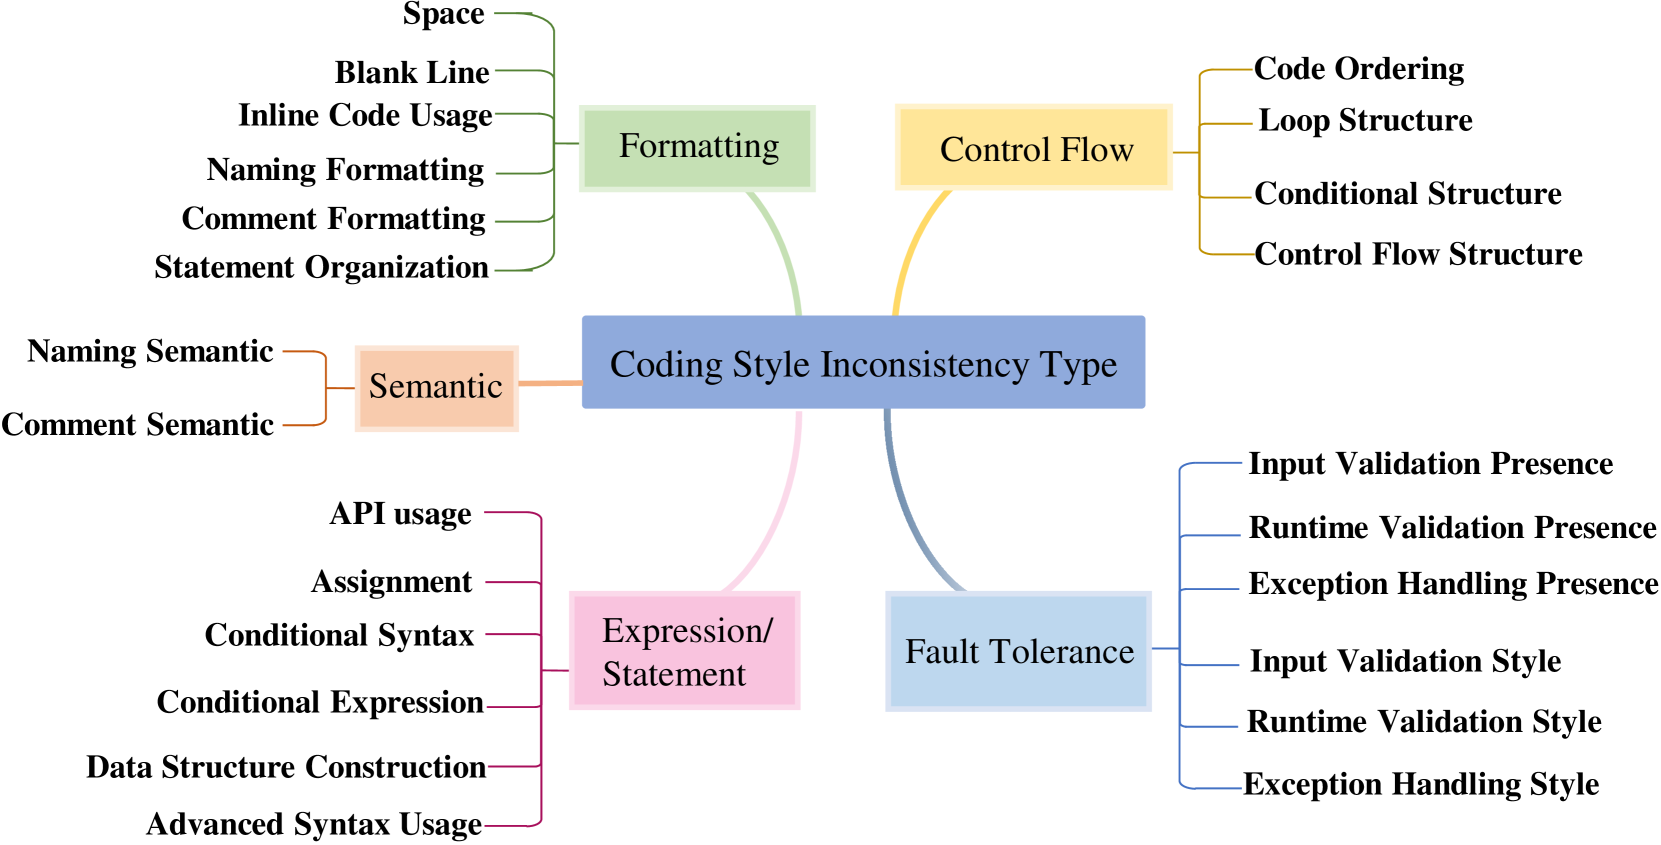 Coding Style Inconsistency Type
Formatting
Space
Blank Line
Inline Code Usage
Naming Formatting
Comment Formatting
Statement Organization
Semantic
Naming Semantic
Comment Semantic
Expression/
Statement
API usage
Assignment
Conditional Syntax
Conditional Expression
Data Structure Construction
Advanced Syntax Usage
Control Flow
Code Ordering
Loop Structure
Conditional Structure
Control Flow Structure
Fault Tolerance
Input Validation Presence
Runtime Validation Presence
Exception Handling Presence
Input Validation Style
Runtime Validation Style
Exception Handling Style